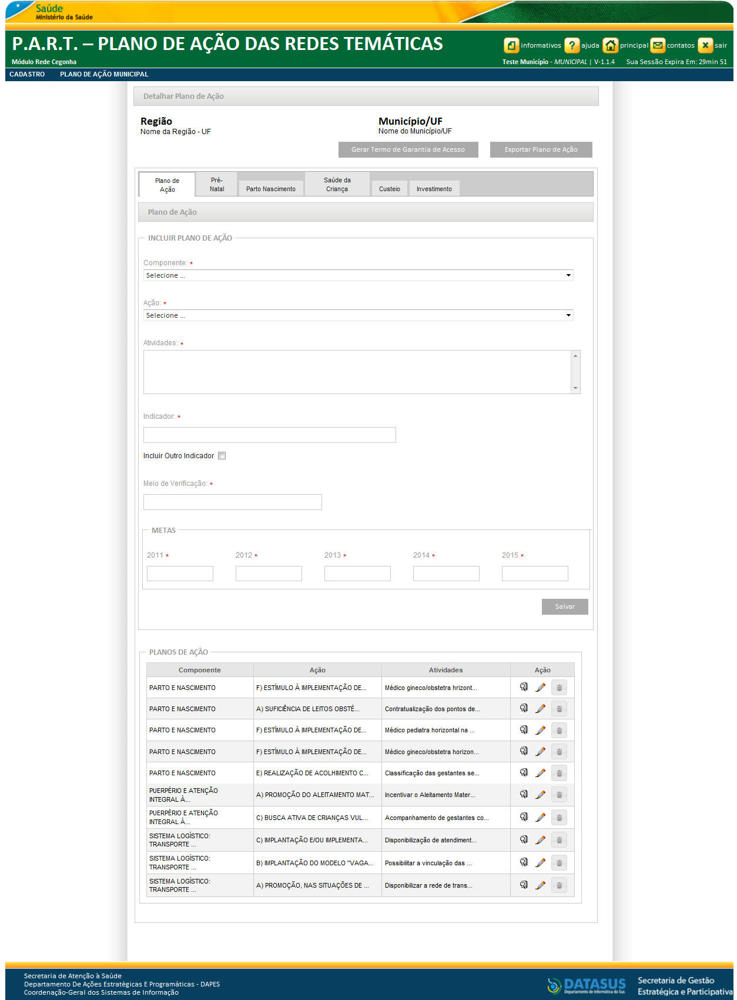 Saúde
Ministério da Saúde
P.A.R.T. – PLANO DE AÇÃO DAS REDES TEMÁTICAS
informativos ajuda principal contatos sair
Módulo Rede Cegonha
Teste Município - MUNICIPAL | V-1.1.4 Sua Sessão Expira Em: 29min 51
CADASTRO PLANO DE AÇÃO MUNICIPAL
Detalhar Plano de Ação
Região Município/UF
Nome da Região - UF Nome do Município/UF
Gerar Termo de Garantia de Acesso Exportar Plano de Ação
Plano de Ação Pré-Natal Parto Nascimento Saúde da Criança Custeio Investimento
Plano de Ação
INCLUIR PLANO DE AÇÃO
Componente: *
Selecione ...
Ação: *
Selecione ...
Atividades: *
Indicador: *
Incluir Outro Indicador
Meio de Verificação: *
METAS
2011 * 2012 * 2013 * 2014 * 2015 *
Salvar
PLANOS DE AÇÃO
Componente Ação Atividades Ação
PARTO E NASCIMENTO F) ESTÍMULO À IMPLEMENTAÇÃO DE... Médico gineco/obstetra hrizont...
PARTO E NASCIMENTO A) SUFICIÊNCIA DE LEITOS OBSTÉ... Contratualização dos pontos de...
PARTO E NASCIMENTO F) ESTÍMULO À IMPLEMENTAÇÃO DE... Médico pediatra horizontal na ...
PARTO E NASCIMENTO F) ESTÍMULO À IMPLEMENTAÇÃO DE... Médico gineco/obstetra horizon...
PARTO E NASCIMENTO E) REALIZAÇÃO DE ACOLHIMENTO C... Classificação das gestantes se...
PUERPÉRIO E ATENÇÃO INTEGRAL À... A) PROMOÇÃO DO ALEITAMENTO MAT... Incentivar o Aleitamento Mater...
PUERPÉRIO E ATENÇÃO INTEGRAL À... C) BUSCA ATIVA DE CRIANÇAS VUL... Acompanhamento de gestantes co...
SISTEMA LOGÍSTICO: TRANSPORTE ... C) IMPLANTAÇÃO E/OU IMPLEMENTA... Disponibilização de atendiment...
SISTEMA LOGÍSTICO: TRANSPORTE ... B) IMPLANTAÇÃO DO MODELO "VAGA... Possibilitar a vinculação das ...
SISTEMA LOGÍSTICO: TRANSPORTE ... A) PROMOÇÃO, NAS SITUAÇÕES DE ... Disponibilizar a rede de trans...
Secretaria de Atenção à Saúde
Departamento De Ações Estratégicas E Programáticas - DAPES
Coordenação-Geral dos Sistemas de Informação
DATASUS
Departamento de Informática do Sus
Secretaria de Gestão
Estratégica e Participativa